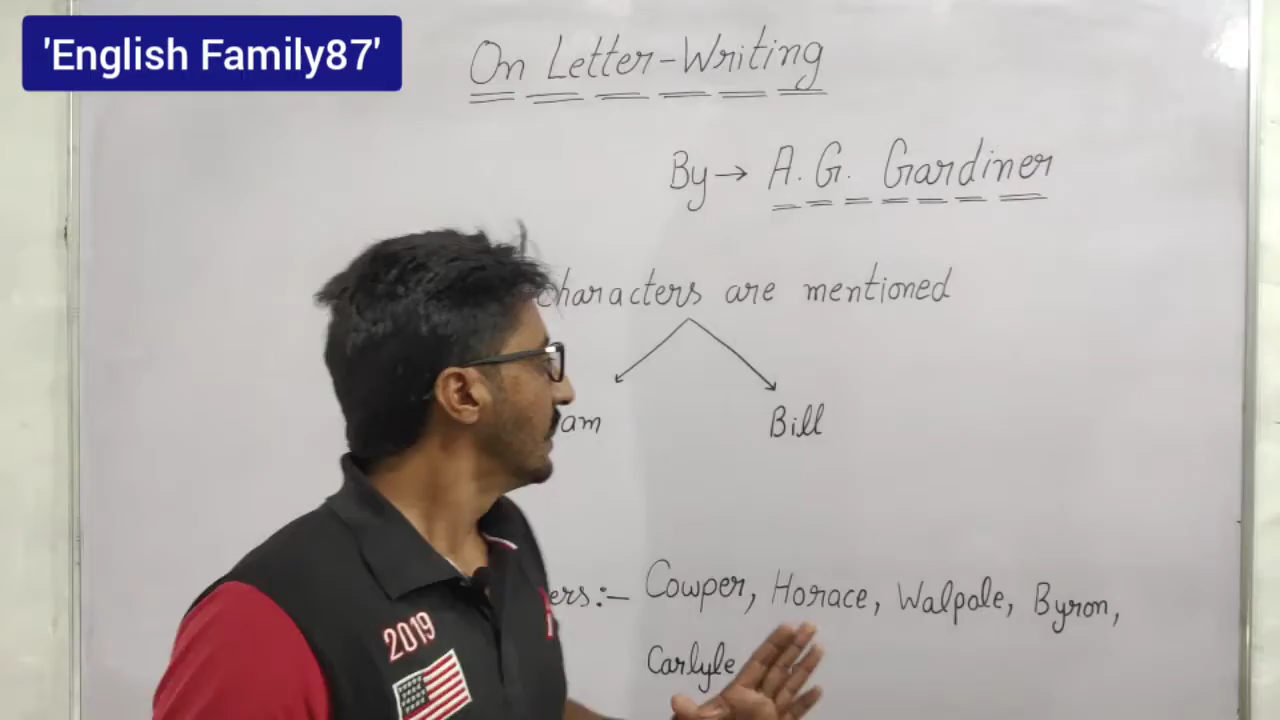 'English Family87'
On Letter-Writing
By → A. G. Gardiner
characters are mentioned
am Bill
ers:- Cowper, Horace, Walpole, Byron,
Carlyle
2019